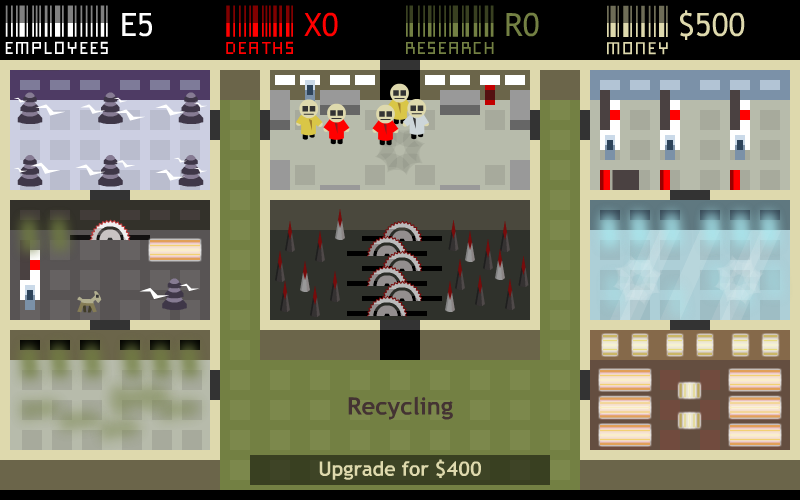 E5 X0 R0 $500
EMPLOYEES DEATHS RESEARCH MONEY
Recycling
Upgrade for $400